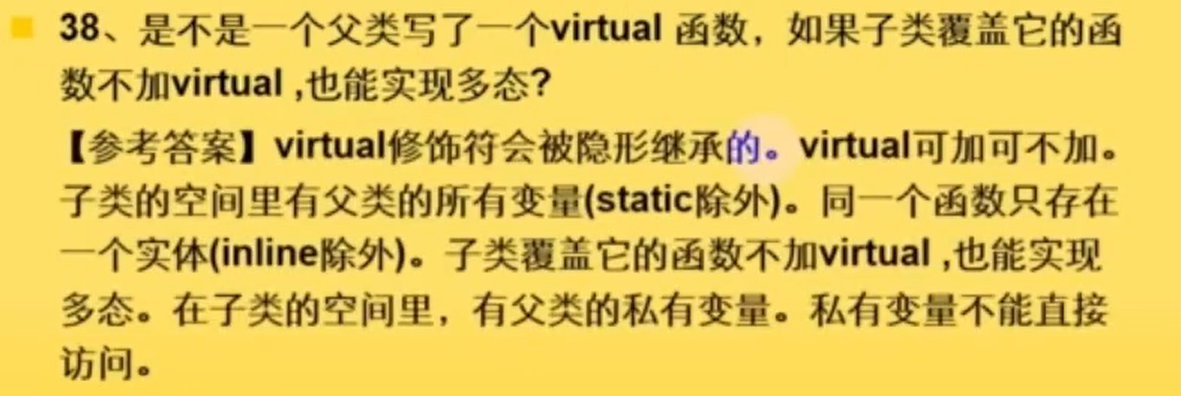 38、是不是一个父类写了一个virtual 函数，如果子类覆盖它的函
数不加virtual ,也能实现多态?
【参考答案】virtual修饰符会被隐形继承的。virtual可加可不加。
子类的空间里有父类的所有变量(static除外)。同一个函数只存在
一个实体(inline除外)。子类覆盖它的函数不加virtual ,也能实现
多态。在子类的空间里，有父类的私有变量。私有变量不能直接
访问。